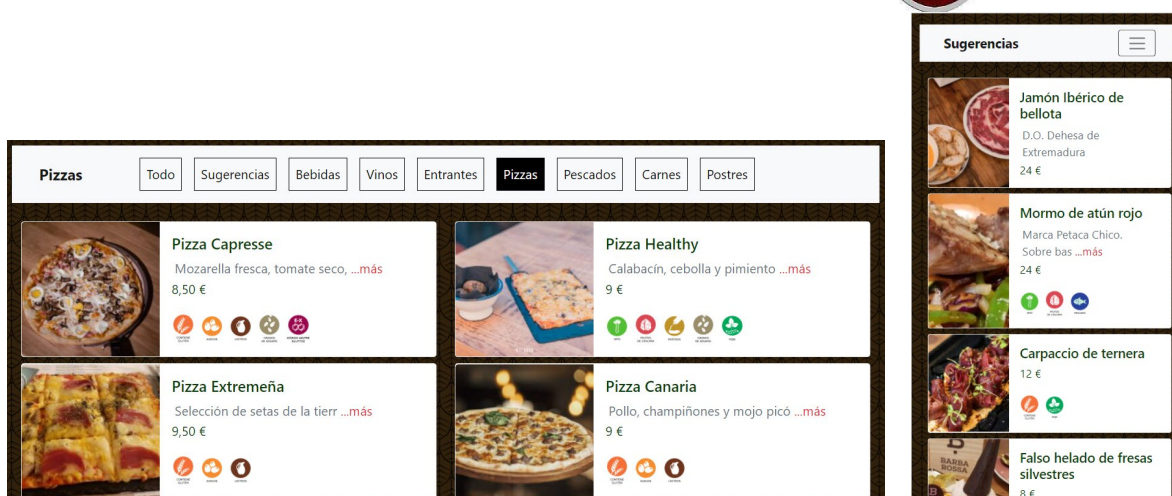 Pizzas
Todo
Sugerencias
Bebidas
Vinos
Entrantes
Pizzas
Pescados
Carnes
Postres
Pizza Capresse
Mozarella fresca, tomate seco, ...más
8,50 €
Pizza Healthy
Calabacín, cebolla y pimiento ...más
9 €
Pizza Extremeña
Selección de setas de la tierr ...más
9,50 €
Pizza Canaria
Pollo, champiñones y mojo picó ...más
9 €
Sugerencias
Jamón Ibérico de
bellota
D.O. Dehesa de
Extremadura
24 €
Mormo de atún rojo
Marca Petaca Chico.
Sobre bas ...más
24 €
Carpaccio de ternera
12 €
BARBA
ROSSA
Falso helado de fresas
silvestres
8 €